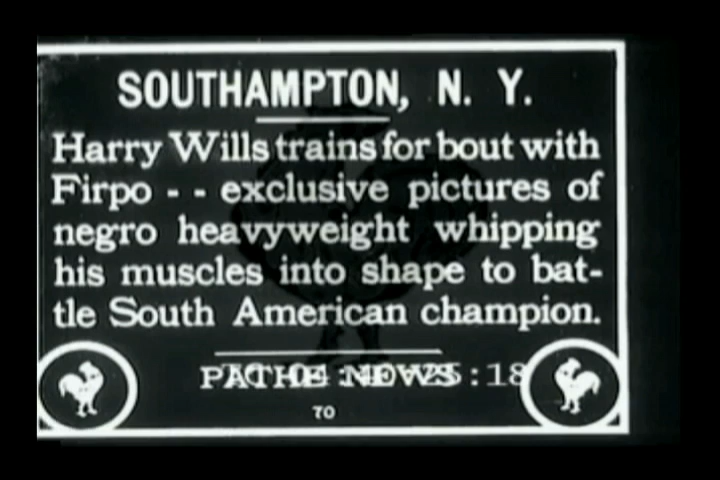 SOUTHAMPTON, N. Y.
Harry Wills trains for bout with
Firpo - - exclusive pictures of
negro heavyweight whipping
his muscles into shape to bat-
tle South American champion.
PATHE NEWS
:18
70